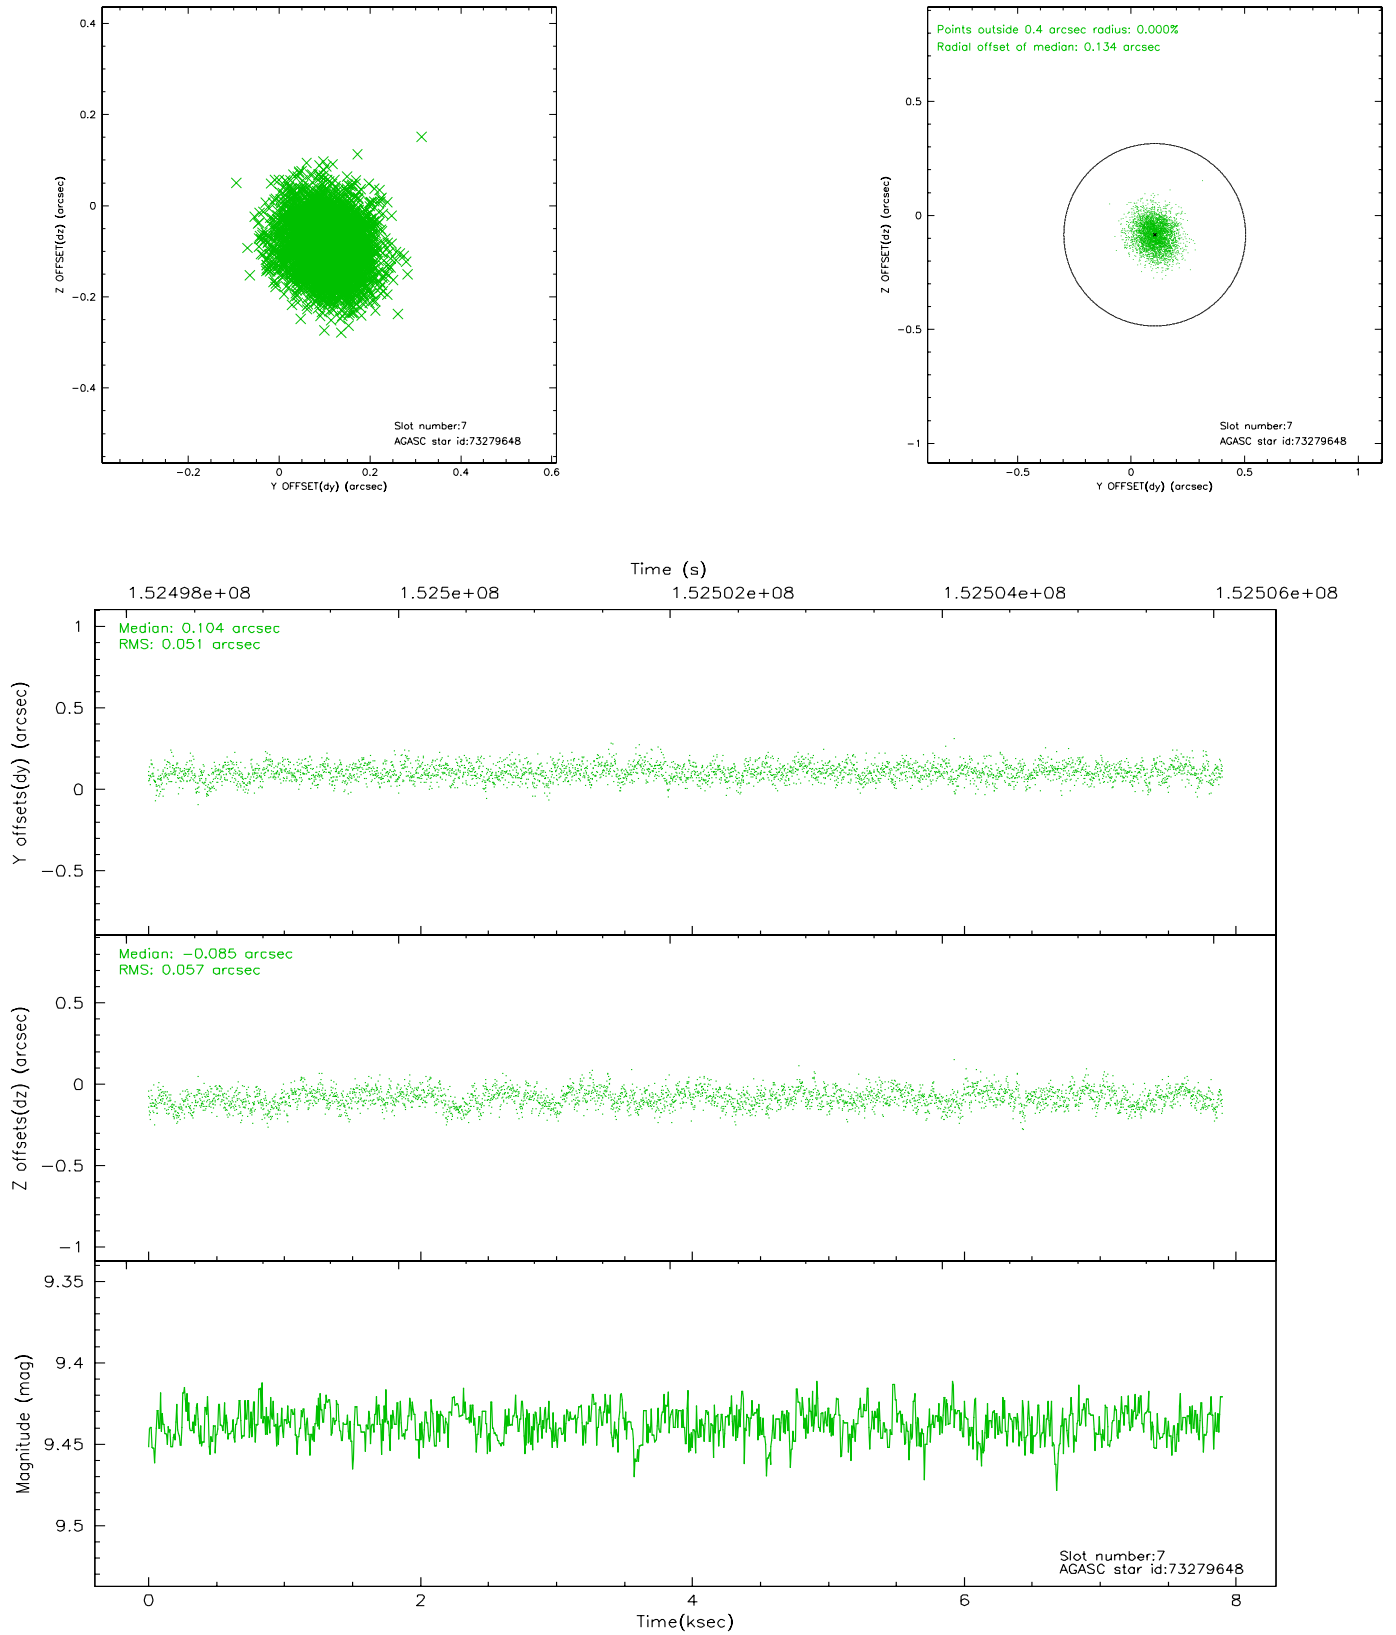 0.4
0.2
0
−0.2
−0.4
Z OFFSET(dz) (arcsec)
Slot number:7
AGASC star id:73279648
−0.2 0 0.2 0.4 0.6
Y OFFSET(dy) (arcsec)
Points outside 0.4 arcsec radius: 0.000%
Radial offset of median: 0.134 arcsec
0.5
0
−0.5
−1
Z OFFSET(dz) (arcsec)
Slot number:7
AGASC star id:73279648
−0.5 0 0.5 1
Y OFFSET(dy) (arcsec)
Time (s)
1.52498e+08 1.525e+08 1.52502e+08 1.52504e+08 1.52506e+08
Median: 0.104 arcsec
RMS: 0.051 arcsec
1
0.5
0
−0.5
Y offsets(dy) (arcsec)
Median: −0.085 arcsec
RMS: 0.057 arcsec
0.5
0
−0.5
−1
Z offsets(dz) (arcsec)
9.35
9.4
9.45
9.5
Magnitude (mag)
Slot number:7
AGASC star id:73279648
0 2 4 6 8
Time(ksec)